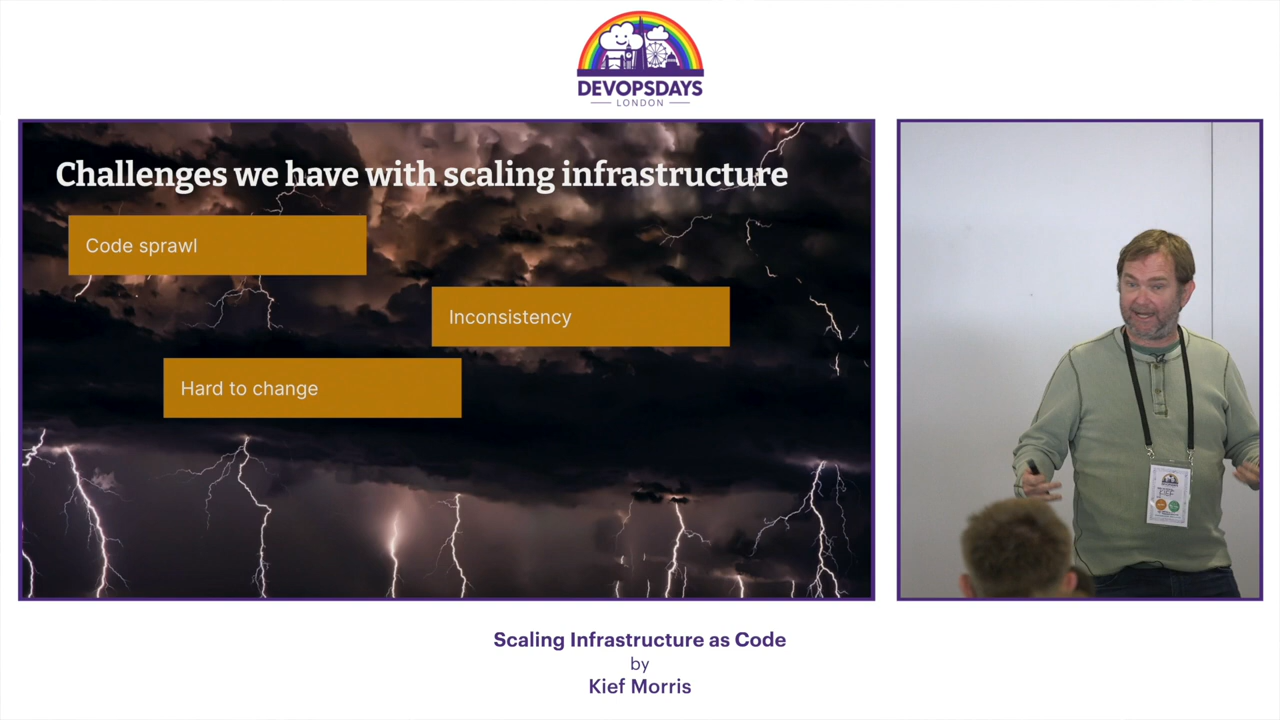 DEVOPSDAYS
LONDON
Challenges we have with scaling infrastructure
Code sprawl
Inconsistency
Hard to change
KIEF
Scaling Infrastructure as Code
by
Kief Morris